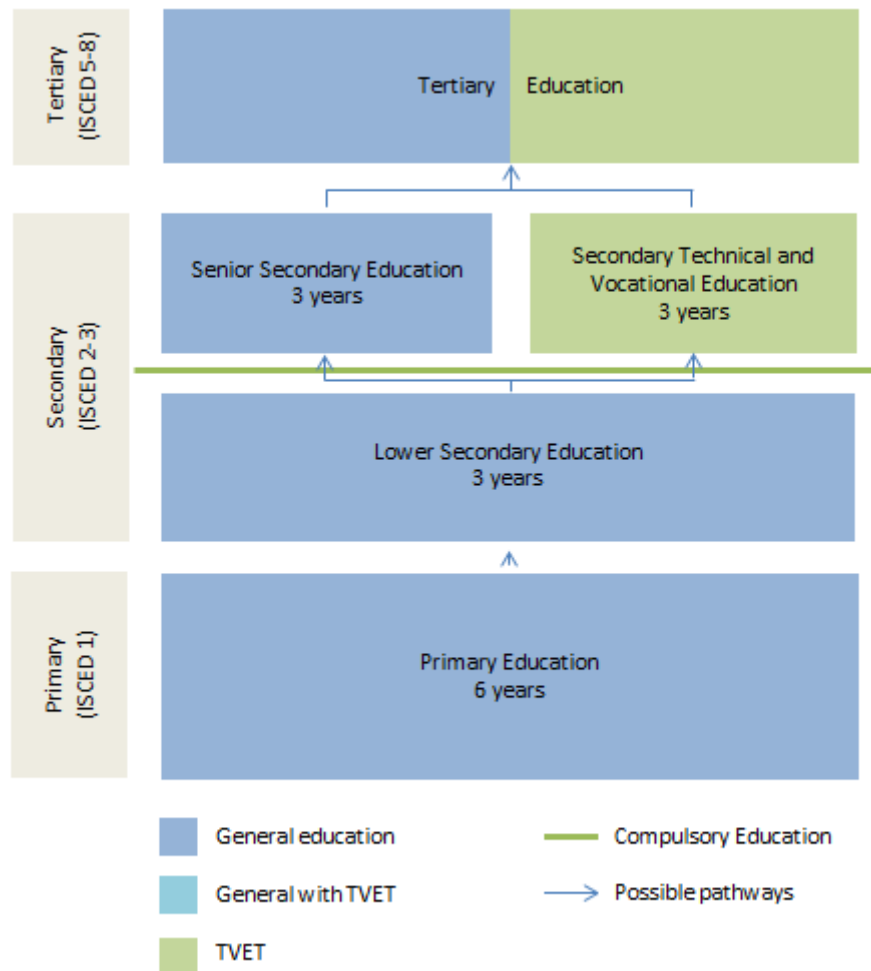 Tertiary
(ISCED 5-8)
Tertiary Education
Secondary
(ISCED 2-3)
Senior Secondary Education
3 years
Secondary Technical and
Vocational Education
3 years
Lower Secondary Education
3 years
Primary
(ISCED 1)
Primary Education
6 years
General education
Compulsory Education
General with TVET
Possible pathways
TVET